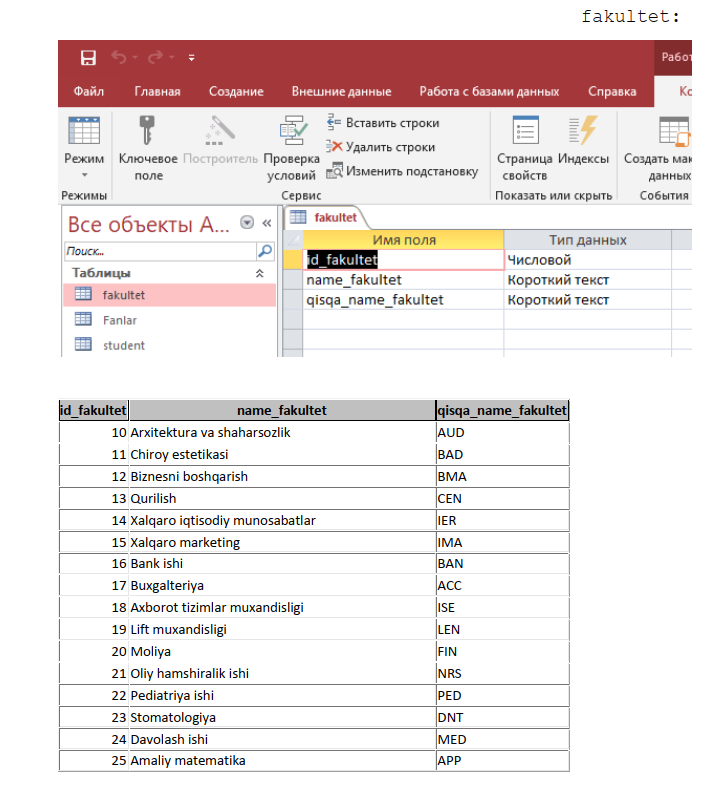 fakultet:
Рабо
Файл Главная Создание Внешние данные Работа с базами данных Справка Ко
Режим Ключевое поле Построитель Проверка условий Вставить строки Страница свойств Индексы Создать мак данных
Удалить строки
Изменить подстановку
Режимы Сервис Показать или скрыть События
Все объекты A... « fakultet
Имя поля Тип данных
Поиск... id_fakultet Числовой
Таблицы name_fakultet Короткий текст
fakultet qisqa_name_fakultet Короткий текст
Fanlar
student
id_fakultet name_fakultet qisqa_name_fakultet
10 Arxitektura va shaharsozlik AUD
11 Chiroy estetikasi BAD
12 Biznesni boshqarish BMA
13 Qurilish CEN
14 Xalqaro iqtisodiy munosabatlar IER
15 Xalqaro marketing IMA
16 Bank ishi BAN
17 Buxgalteriya ACC
18 Axborot tizimlar muxandisligi ISE
19 Lift muxandisligi LEN
20 Moliya FIN
21 Oliy hamshiralik ishi NRS
22 Pediatriya ishi PED
23 Stomatologiya DNT
24 Davolash ishi MED
25 Amaliy matematika APP